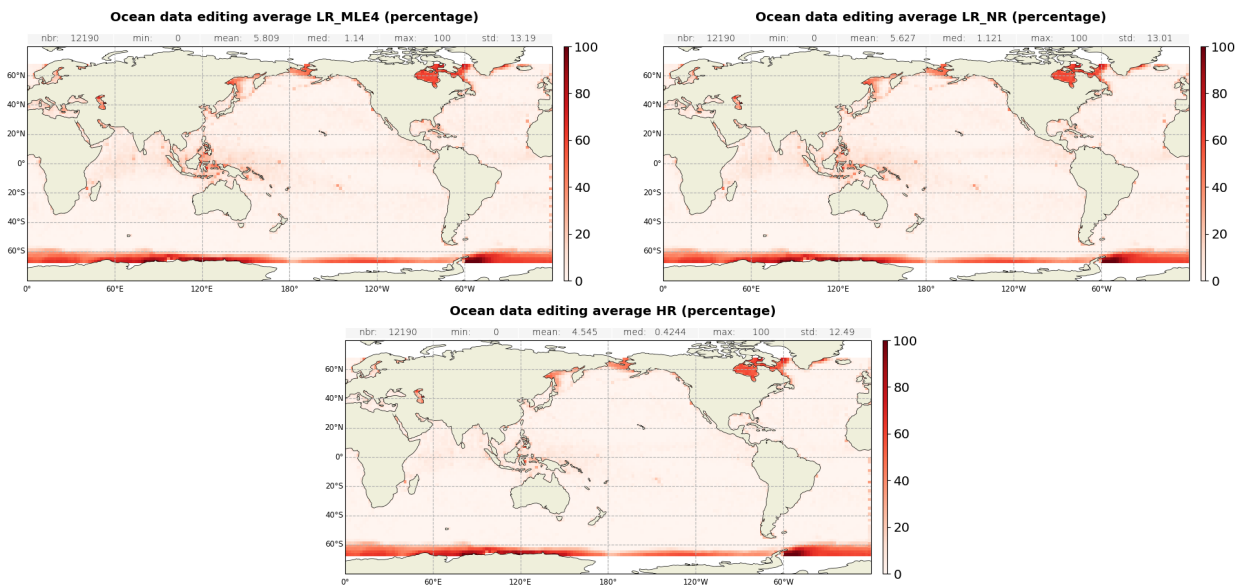 Ocean data editing average LR_MLE4 (percentage)
nbr: 12190 min: 0 mean: 5.809 med: 1.14 max: 100 std: 13.19
100
80
60°N
40°N
60
20°N
0°
40
20°S
40°S
20
60°S
0
0° 60°E 120°E 180° 120°W 60°W
Ocean data editing average LR_NR (percentage)
nbr: 12190 min: 0 mean: 5.627 med: 1.121 max: 100 std: 13.01
100
80
60°N
40°N
60
20°N
0°
40
20°S
40°S
20
60°S
0
0° 60°E 120°E 180° 120°W 60°W
Ocean data editing average HR (percentage)
nbr: 12190 min: 0 mean: 4.545 med: 0.4244 max: 100 std: 12.49
100
80
60°N
40°N
60
20°N
0°
40
20°S
40°S
20
60°S
0
0° 60°E 120°E 180° 120°W 60°W